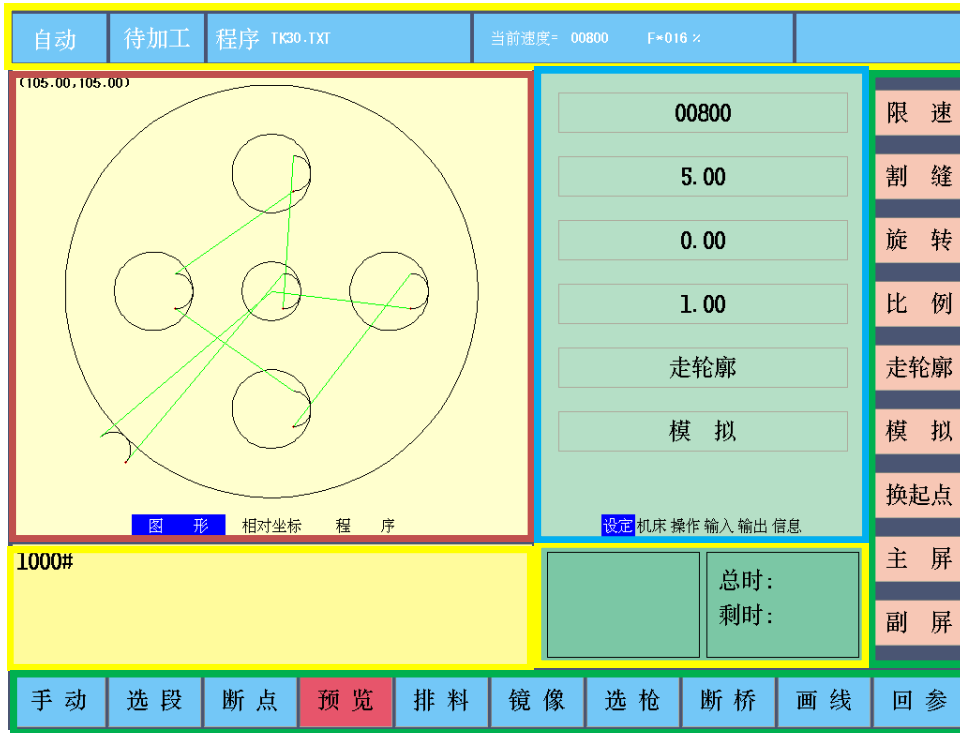 自动 待加工 程序 TK30.TXT 当前速度= 00800 F*016 %
(105.00,105.00)
00800
5.00
0.00
1.00
走轮廓
模 拟
图 形 相对坐标 程 序
设定 机床 操作 输入 输出 信息
限 速
割 缝
旋 转
比 例
走轮廓
模 拟
换起点
主 屏
副 屏
1000#
总时:
剩时:
手 动 选 段 断 点 预 览 排 料 镜 像 选 枪 断 桥 画 线 回 参